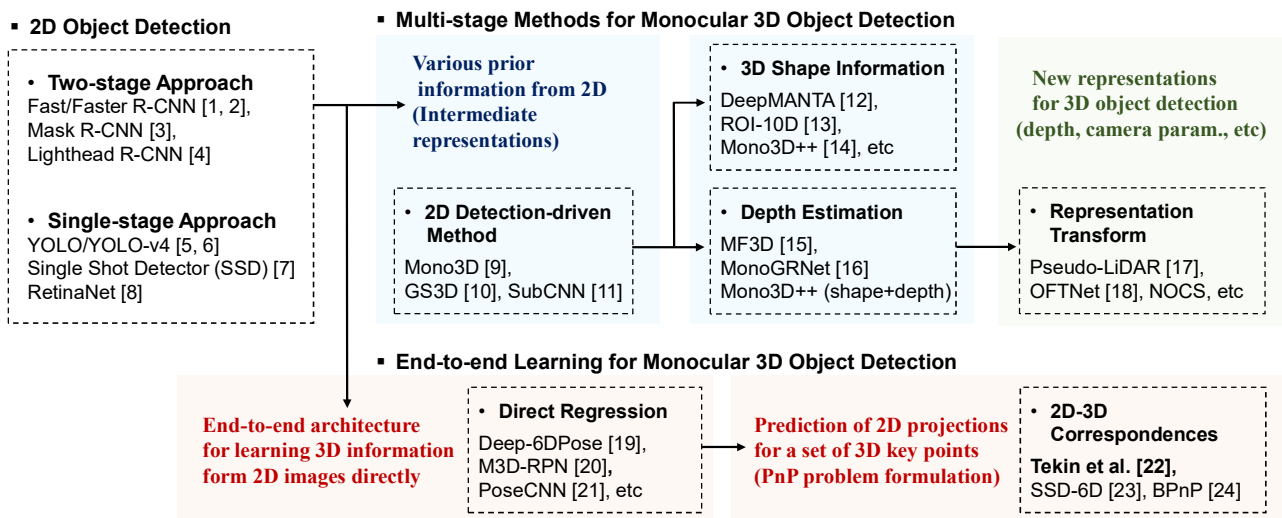 ▪ 2D Object Detection
• Two-stage Approach
Fast/Faster R-CNN [1, 2],
Mask R-CNN [3],
Lighthead R-CNN [4]
• Single-stage Approach
YOLO/YOLO-v4 [5, 6]
Single Shot Detector (SSD) [7]
RetinaNet [8]
▪ Multi-stage Methods for Monocular 3D Object Detection
Various prior
information from 2D
(Intermediate
representations)
• 2D Detection-driven
Method
Mono3D [9],
GS3D [10], SubCNN [11]
• 3D Shape Information
DeepMANTA [12],
ROI-10D [13],
Mono3D++ [14], etc
• Depth Estimation
MF3D [15],
MonoGRNet [16]
Mono3D++ (shape+depth)
New representations
for 3D object detection
(depth, camera param., etc)
• Representation
Transform
Pseudo-LiDAR [17],
OFTNet [18], NOCS, etc
▪ End-to-end Learning for Monocular 3D Object Detection
End-to-end architecture
for learning 3D information
form 2D images directly
• Direct Regression
Deep-6DPose [19],
M3D-RPN [20],
PoseCNN [21], etc
Prediction of 2D projections
for a set of 3D key points
(PnP problem formulation)
• 2D-3D
Correspondences
Tekin et al. [22],
SSD-6D [23], BPnP [24]